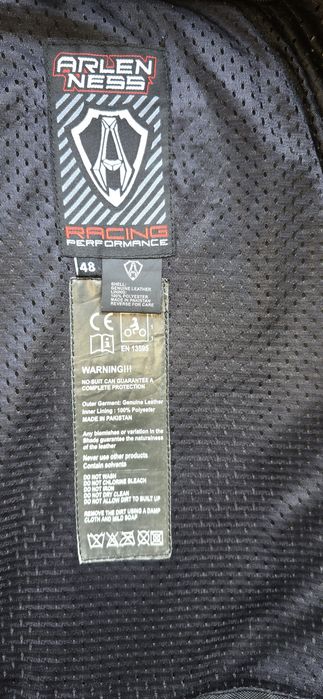 ARLEN
NESS
RACING
PERFORMANCE
48
SHELL:
GENUINE LEATHER
LINING:
100% POLYESTER
MADE IN PAKISTAN
REVERSE FOR CARE
CE
EN 13595
WARNING!!!
NO SUIT CAN GUARANTEE A
COMPLETE PROTECTION
Outer Garment: Genuine Leather
Inner Lining : 100% Polyester
MADE IN PAKISTAN
Any blemishes or variation in the
Shade guarantee the naturainess
of the leather
Never use other products
Contain solvents
DO NOT WASH
DO NOT CHLORINE BLEACH
DO NOT IRON
DO NOT DRY CLEAN
DO NOT ALLOW DIRT TO BUILT UP
REMOVE THE DIRT USING A DAMP
CLOTH AND MILD SOAP